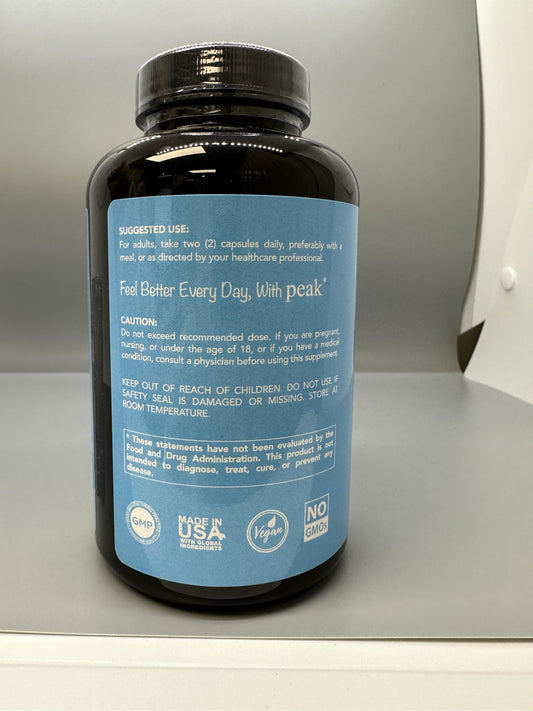 SUGGESTED USE:
For adults, take two (2) capsules daily, preferably with a
meal, or as directed by your healthcare professional.
Feel Better Every Day, With peak*
CAUTION:
Do not exceed recommended dose. If you are pregnant,
nursing, or under the age of 18, or if you have a medical
condition, consult a physician before using this supplement.
KEEP OUT OF REACH OF CHILDREN. DO NOT USE IF
SAFETY SEAL IS DAMAGED OR MISSING. STORE AT
ROOM TEMPERATURE.
* These statements have not been evaluated by the
Food and Drug Administration. This product is not
intended to diagnose, treat, cure, or prevent any
disease.
GMP
MADE IN
USA
WITH GLOBAL
INGREDIENTS
Vegan
NO
GMOs